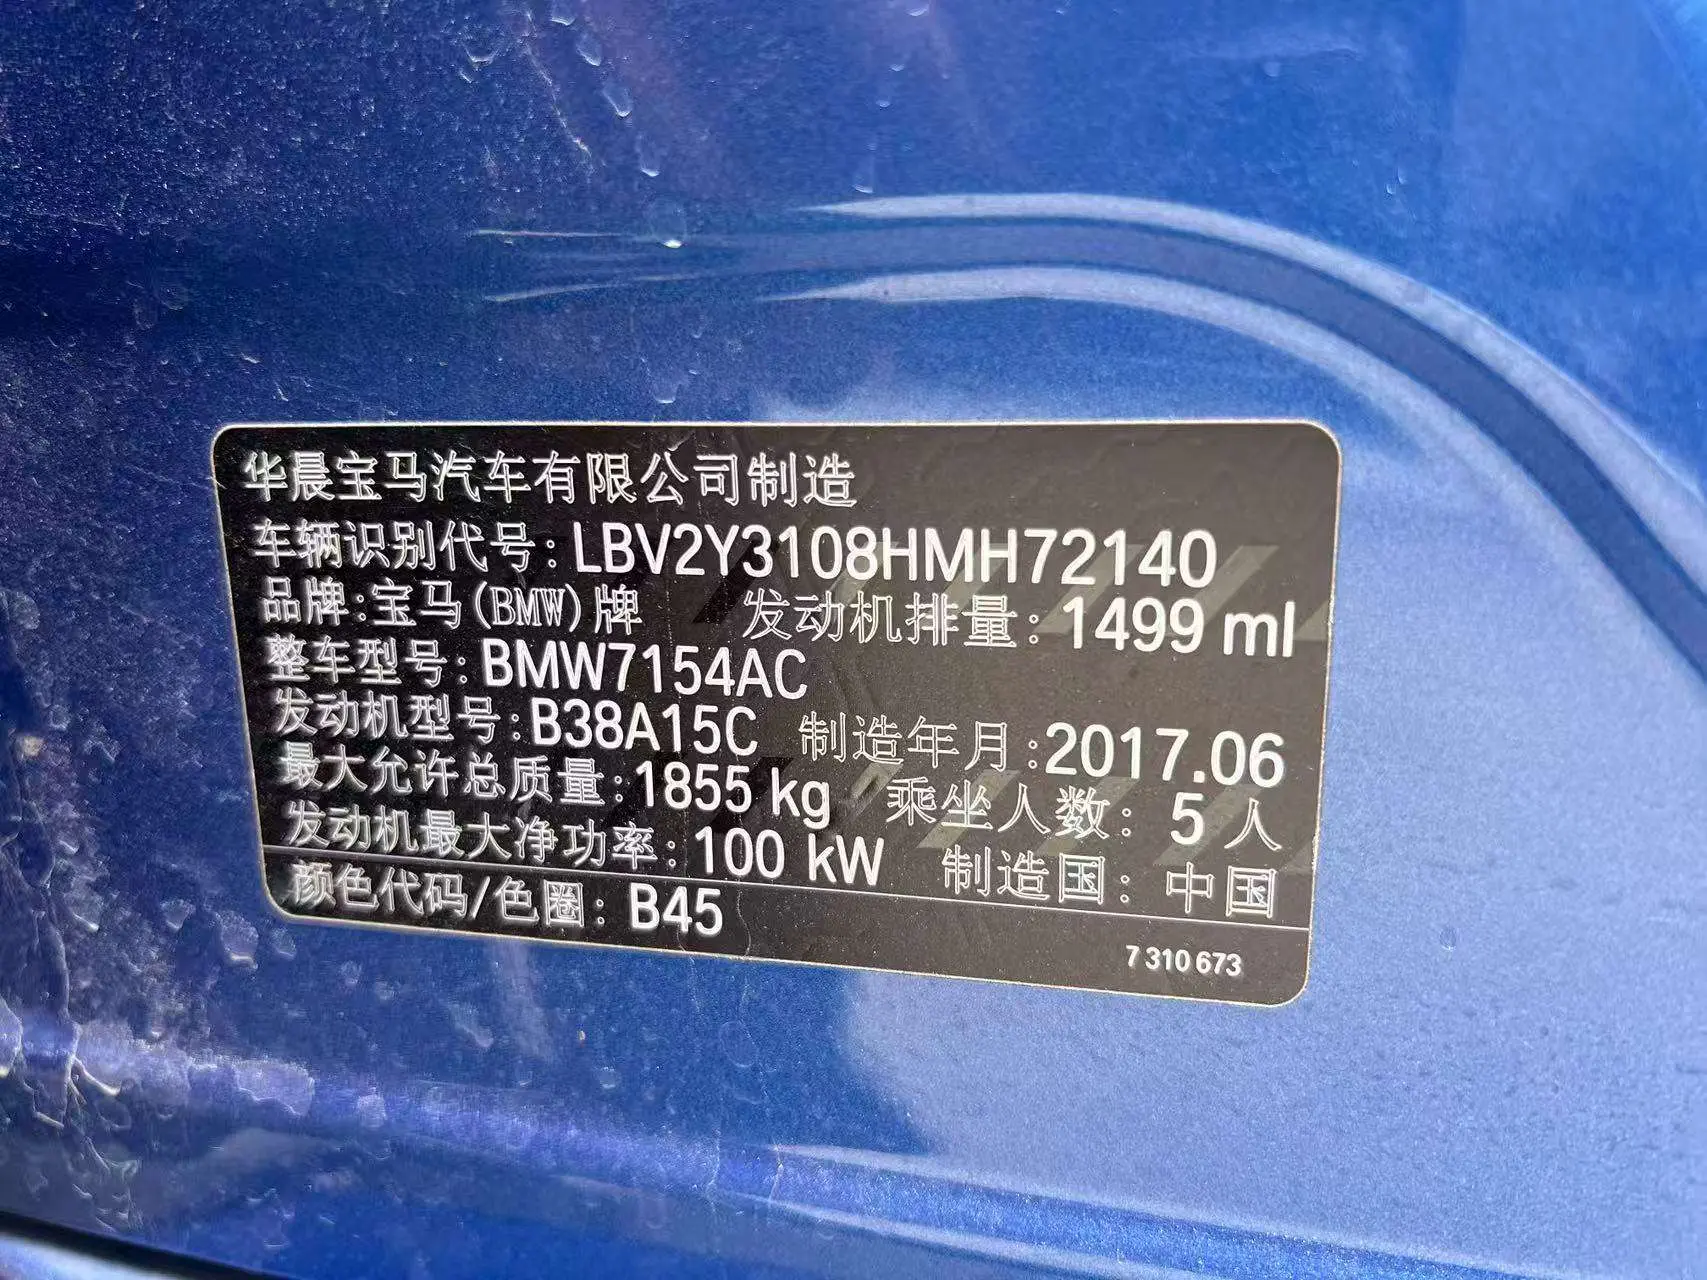 华晨宝马汽车有限公司制造
车辆识别代号:LBV2Y3108HMH72140
品牌:宝马(BMW)牌 发动机排量:1499 ml
整车型号:BMW7154AC
发动机型号:B38A15C 制造年月:2017.06
最大允许总质量:1855 kg 乘坐人数: 5 人
发动机最大净功率:100 kW 制造国: 中国
颜色代码/色圈: B45
7 310 673